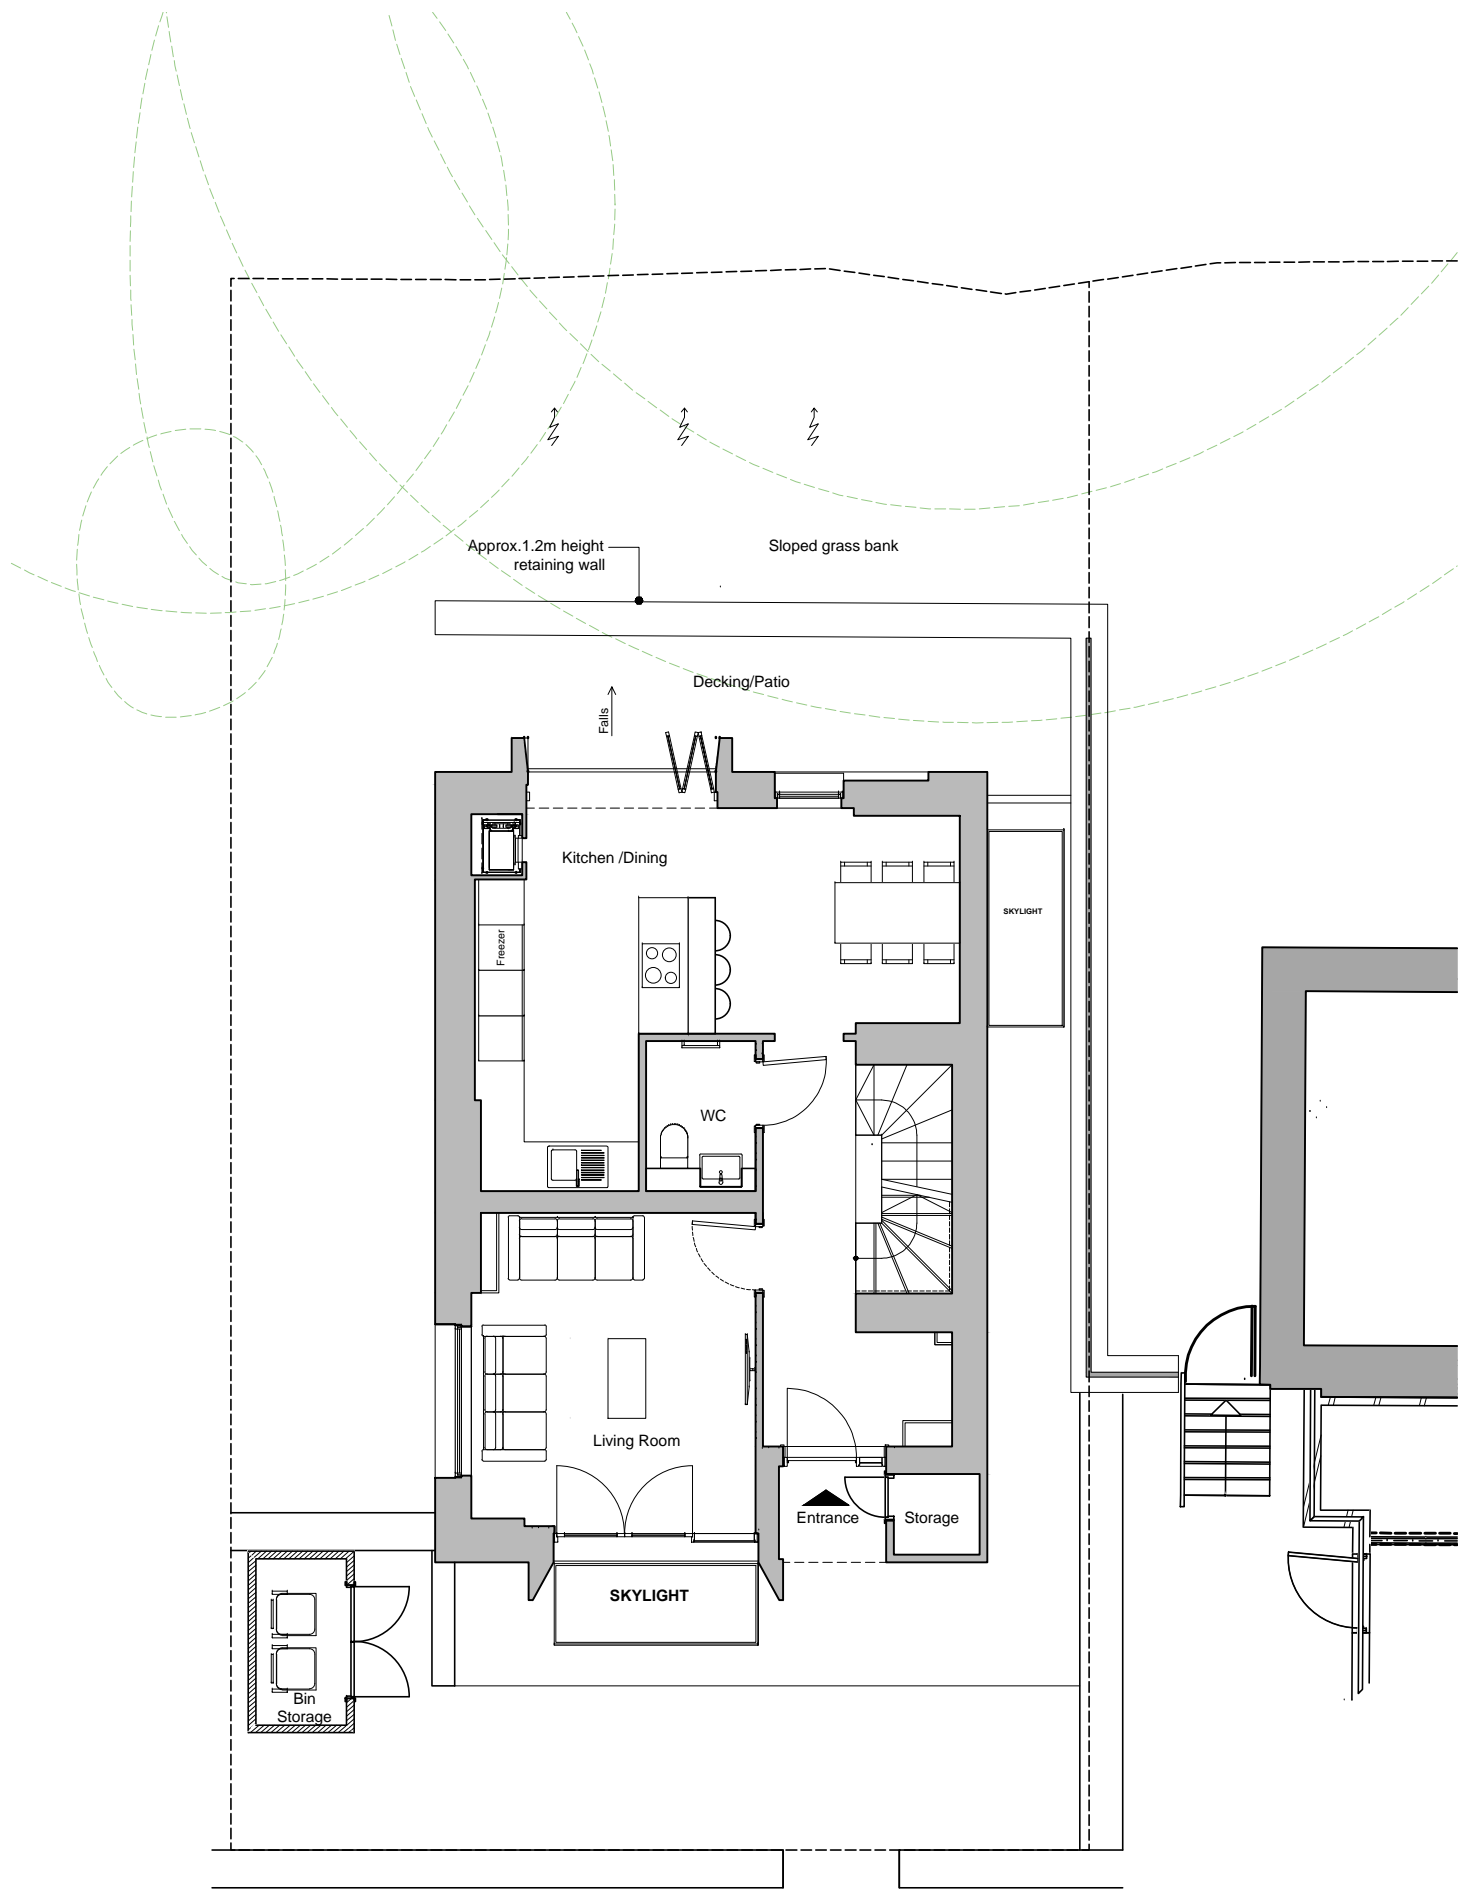 Approx.1.2m height
retaining wall
Sloped grass bank
Decking/Patio
Falls
Kitchen /Dining
SKYLIGHT
Freezer
WC
Living Room
Entrance
Storage
SKYLIGHT
Bin
Storage